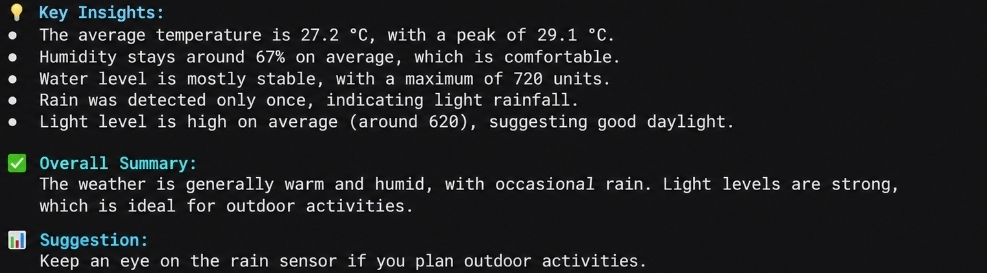 💡 Key Insights:
● The average temperature is 27.2 °C, with a peak of 29.1 °C.
● Humidity stays around 67% on average, which is comfortable.
● Water level is mostly stable, with a maximum of 720 units.
● Rain was detected only once, indicating light rainfall.
● Light level is high on average (around 620), suggesting good daylight.
✅ Overall Summary:
The weather is generally warm and humid, with occasional rain. Light levels are strong,
which is ideal for outdoor activities.
📊 Suggestion:
Keep an eye on the rain sensor if you plan outdoor activities.